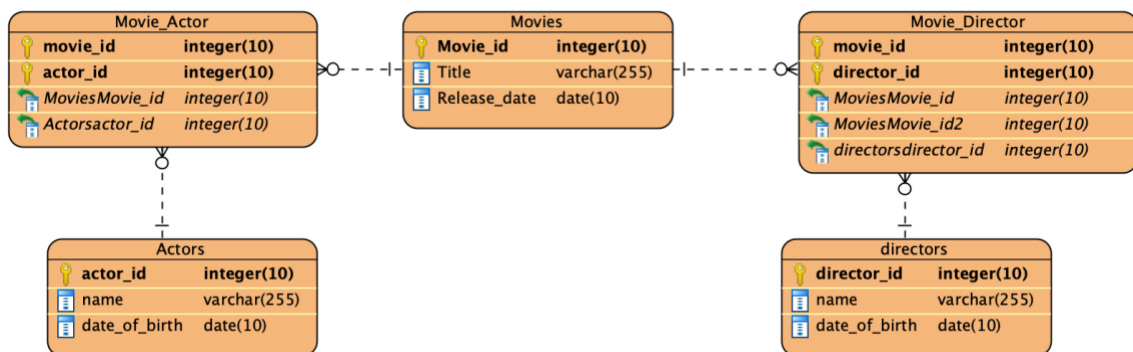 Movie_Actor
movie_id integer(10)
actor_id integer(10)
MoviesMovie_id integer(10)
Actorsactor_id integer(10)
Movies
Movie_id integer(10)
Title varchar(255)
Release_date date(10)
Movie_Director
movie_id integer(10)
director_id integer(10)
MoviesMovie_id integer(10)
MoviesMovie_id2 integer(10)
directorsdirector_id integer(10)
Actors
actor_id integer(10)
name varchar(255)
date_of_birth date(10)
directors
director_id integer(10)
name varchar(255)
date_of_birth date(10)